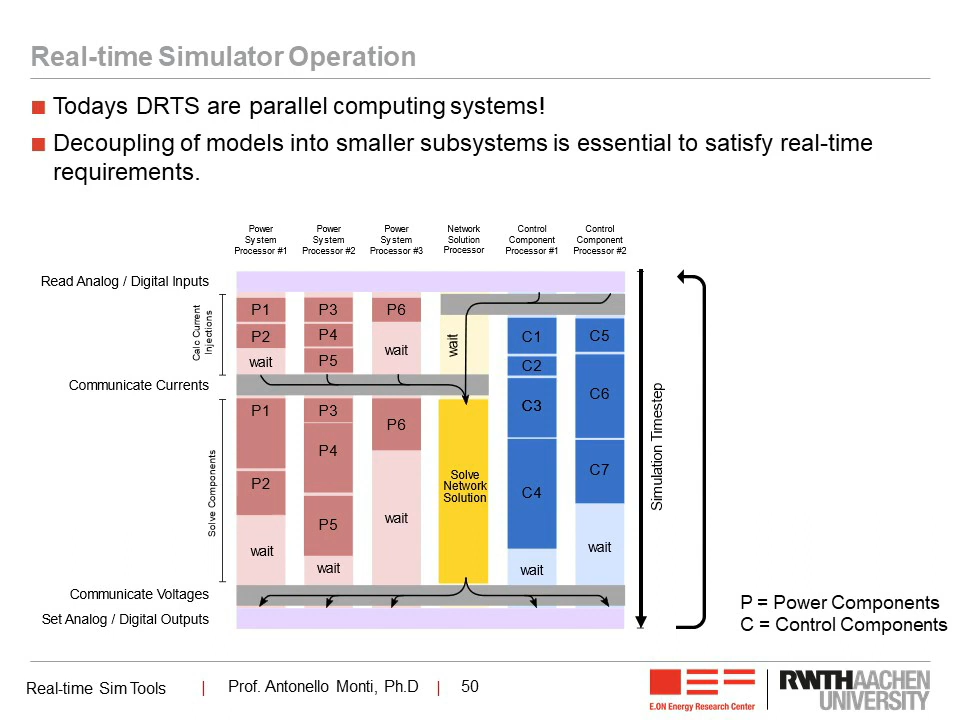 Real-time Simulator Operation
Todays DRTS are parallel computing systems!
Decoupling of models into smaller subsystems is essential to satisfy real-time
requirements.
Power
System
Processor #1
Power
System
Processor #2
Power
System
Processor #3
Network
Solution
Processor
Control
Component
Processor #1
Control
Component
Processor #2
Read Analog / Digital Inputs
Calc Current
Injections
P1
P2
wait
P3
P4
P5
P6
wait
wait
C1
C2
C3
C4
wait
C5
C6
C7
wait
Communicate Currents
Solve Components
P1
P2
wait
P3
P4
P5
wait
P6
wait
Solve
Network
Solution
Communicate Voltages
Set Analog / Digital Outputs
Simulation Timestep
P = Power Components
C = Control Components
Real-time Sim Tools
|
Prof. Antonello Monti, Ph.D
|
50
E.ON Energy Research Center
RWTHAACHEN
UNIVERSITY